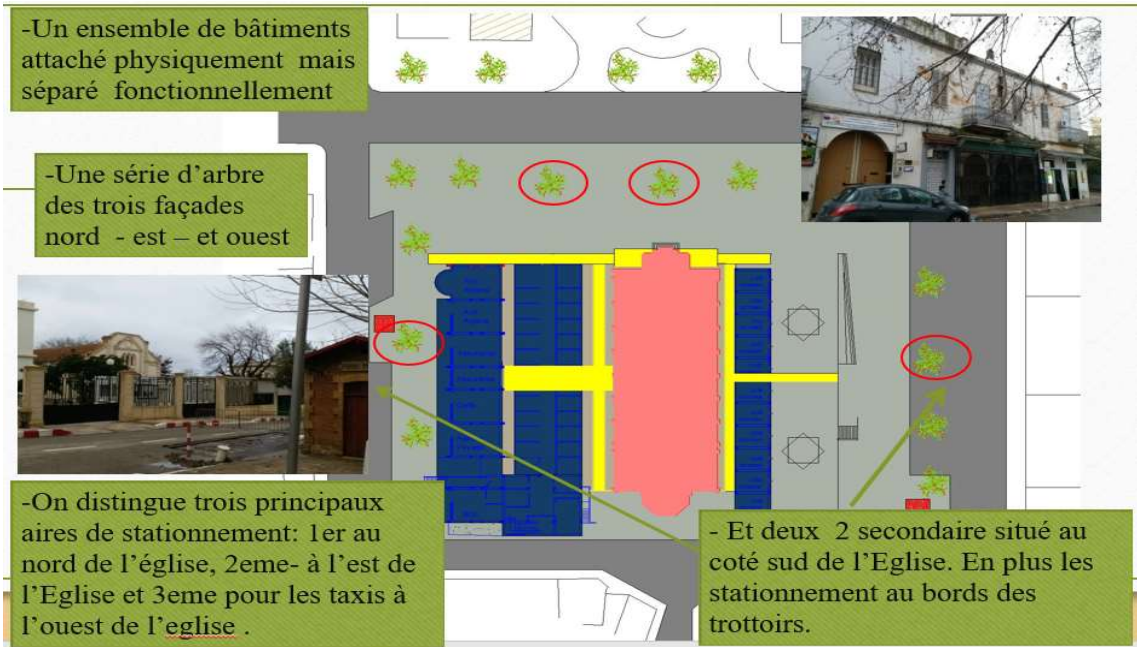 -Un ensemble de bâtiments
attaché physiquement mais
séparé fonctionnellement
-Une série d’arbre
des trois façades
nord - est – et ouest
-On distingue trois principaux
aires de stationnement: 1er au
nord de l’église, 2eme- à l’est de
l’Eglise et 3eme pour les taxis à
l’ouest de l’eglise .
- Et deux 2 secondaire situé au
coté sud de l’Eglise. En plus les
stationnement au bords des
trottoirs.